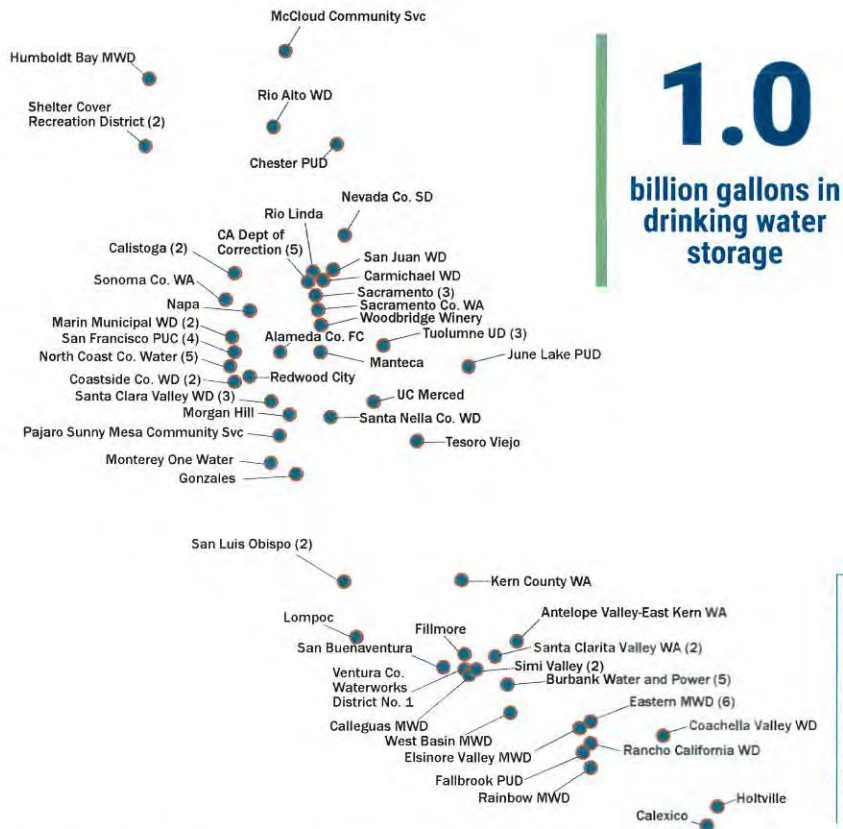 McCloud Community Svc
Humboldt Bay MWD
Rio Alto WD
Shelter Cover
Recreation District (2)
Chester PUD
1.0
billion gallons in
drinking water
storage
Nevada Co. SD
Rio Linda
CA Dept of
Correction (5)
Calistoga (2)
San Juan WD
Sonoma Co. WA
Carmichael WD
Sacramento (3)
Napa
Sacramento Co. WA
Woodbridge Winery
Marin Municipal WD (2)
Tuolumne UD (3)
San Francisco PUC (4)
Alameda Co. FC
North Coast Co. Water (5)
Manteca
June Lake PUD
Coastside Co. WD (2)
Redwood City
Santa Clara Valley WD (3)
UC Merced
Morgan Hill
Santa Nella Co. WD
Pajaro Sunny Mesa Community Svc
Tesoro Viejo
Monterey One Water
Gonzales
San Luis Obispo (2)
Kern County WA
Lompoc
Fillmore
Antelope Valley-East Kern WA
San Buenaventura
Santa Clarita Valley WA (2)
Ventura Co.
Waterworks
District No. 1
Simi Valley (2)
Burbank Water and Power (5)
Calleguas MWD
Eastern MWD (6)
West Basin MWD
Coachella Valley WD
Elsinore Valley MWD
Rancho California WD
Fallbrook PUD
Rainbow MWD
Holtville
Calexico